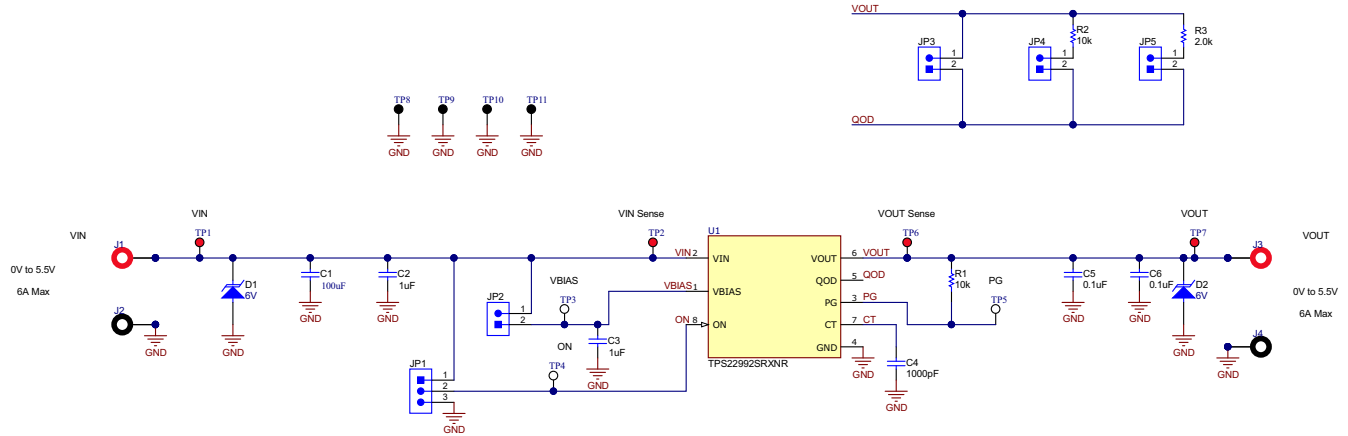 VOUT
JP3
1
2
JP4
R2
10k
1
2
JP5
R3
2.0k
1
2
QOD
TP8
TP9
TP10
TP11
GND
GND
GND
GND
VIN
VIN Sense
VOUT Sense
VOUT
VIN
J1
TP1
TP2
U1
TP6
TP7
J3
VOUT
VIN 2
VIN
VOUT
6 VOUT
0V to 5.5V
6A Max
D1
6V
C1
100uF
C2
1uF
VBIAS
TP3
JP2
1
2
VBIAS 1
VBIAS
QOD
5 QOD
R1
10k
PG
TP5
C5
0.1uF
C6
0.1uF
D2
6V
0V to 5.5V
6A Max
PG
3 PG
J2
GND
GND
GND
GND
ON
TP4
C3
1uF
GND
ON 8
ON
CT
7 CT
GND
4
GND
TPS22992SRXNR
C4
1000pF
GND
GND
GND
GND
J4
GND
JP1
1
2
3
GND